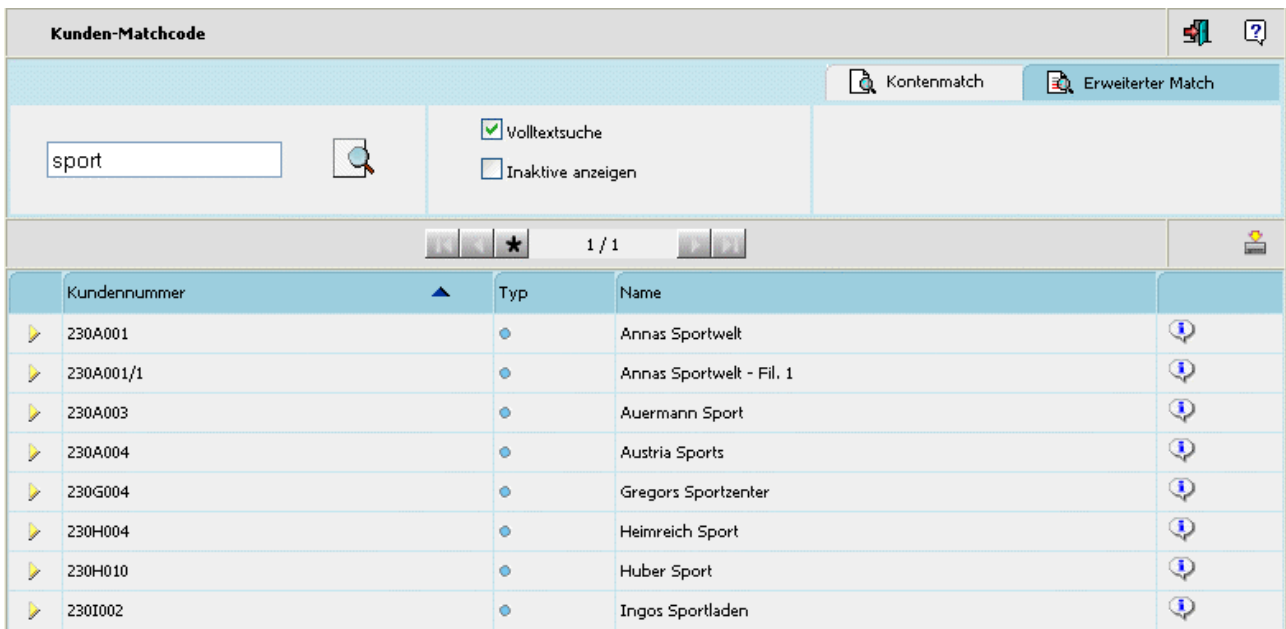 Kunden-Matchcode
Kontenmatch
Erweiterter Match
sport
Volltextsuche
Inaktive anzeigen
1 / 1
Kundennummer Typ Name
230A001 Annas Sportwelt
230A001/1 Annas Sportwelt - Fil. 1
230A003 Auermann Sport
230A004 Austria Sports
230G004 Gregors Sportzenter
230H004 Heimreich Sport
230H010 Huber Sport
230I002 Ingos Sportladen